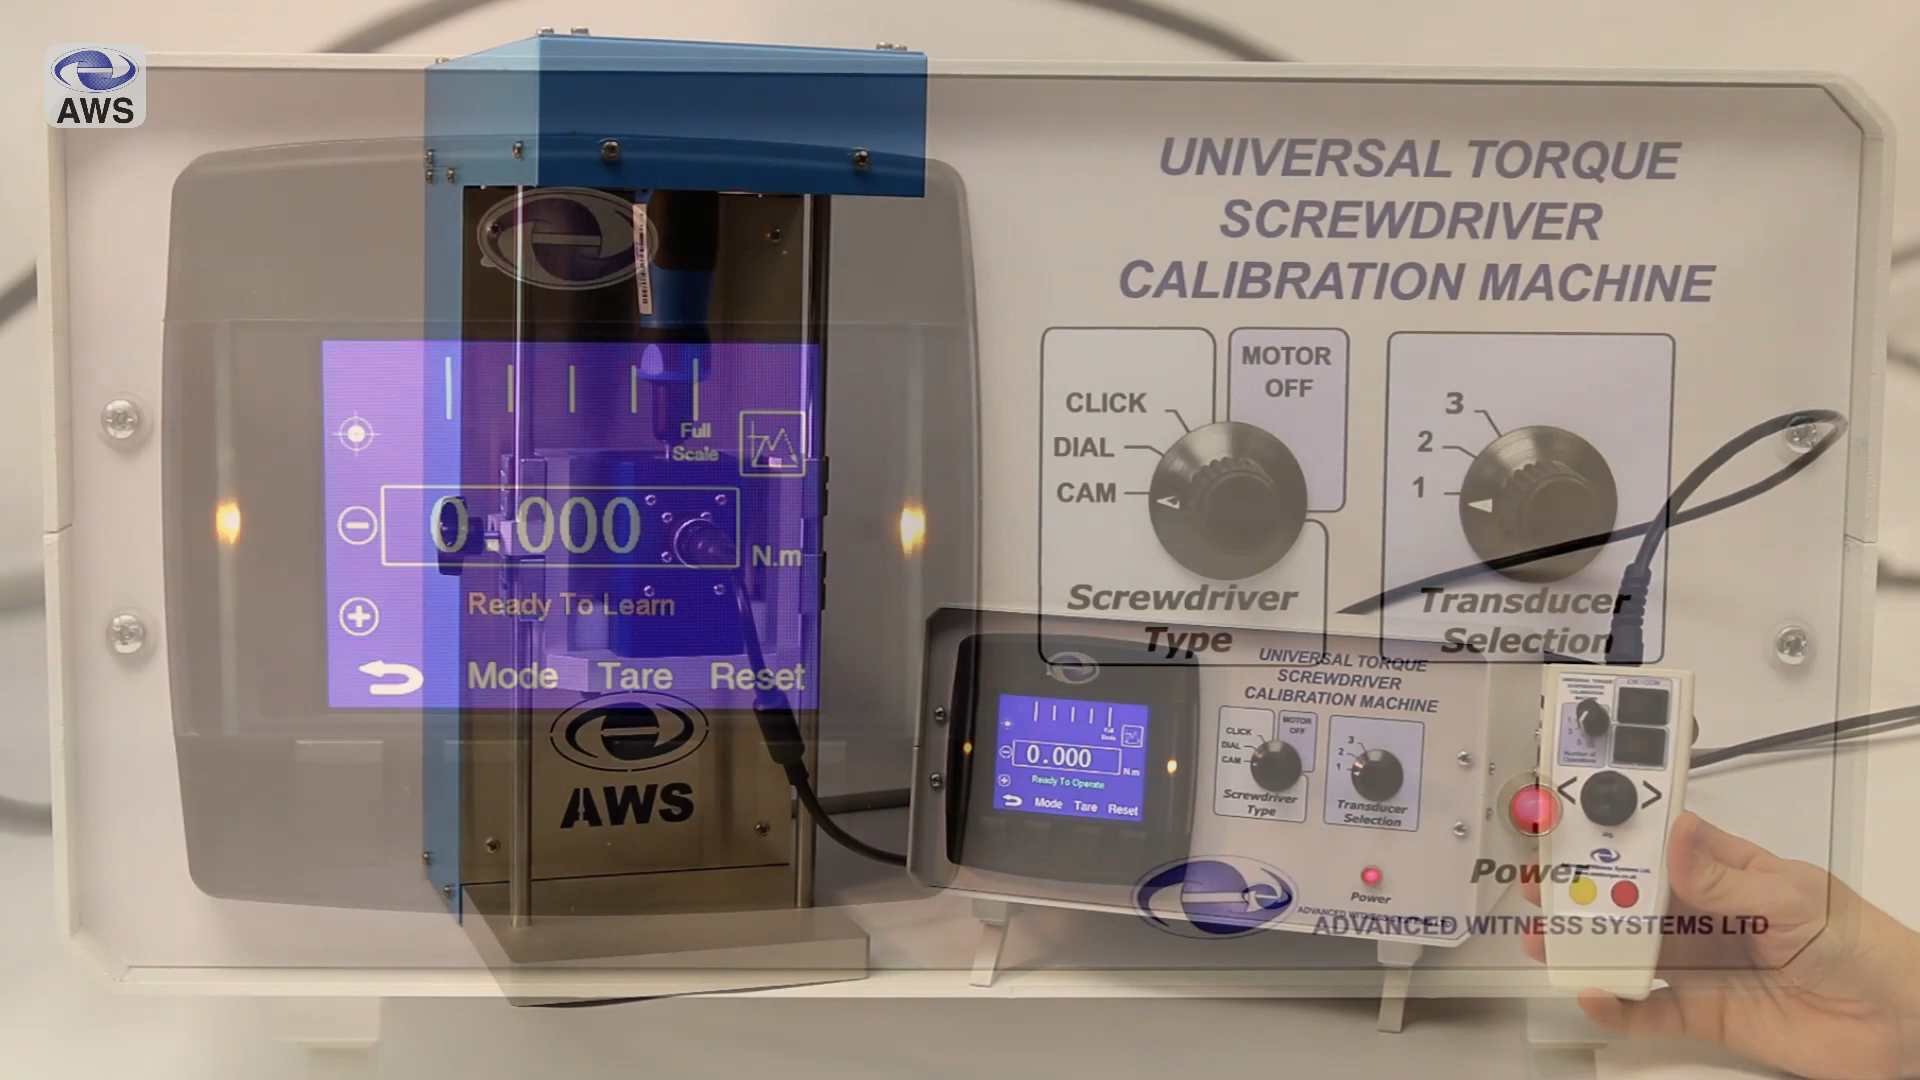 AWS
UNIVERSAL TORQUE
SCREWDRIVER
CALIBRATION MACHINE
MOTOR
OFF
CLICK
DIAL
CAM
Screwdriver
Type
3
2
1
Transducer
Selection
Full
Scale
0.000
N.m
Ready To Learn
Mode Tare Reset
AWS
Power
ADVANCED WITNESS SYSTEMS LTD
UNIVERSAL TORQUE
SCREWDRIVER
CALIBRATION MACHINE
CLICK
DIAL
CAM
MOTOR
OFF
Screwdriver
Type
3
2
1
Transducer
Selection
Power
0.000
N.m
Ready To Operate
Mode Tare Reset